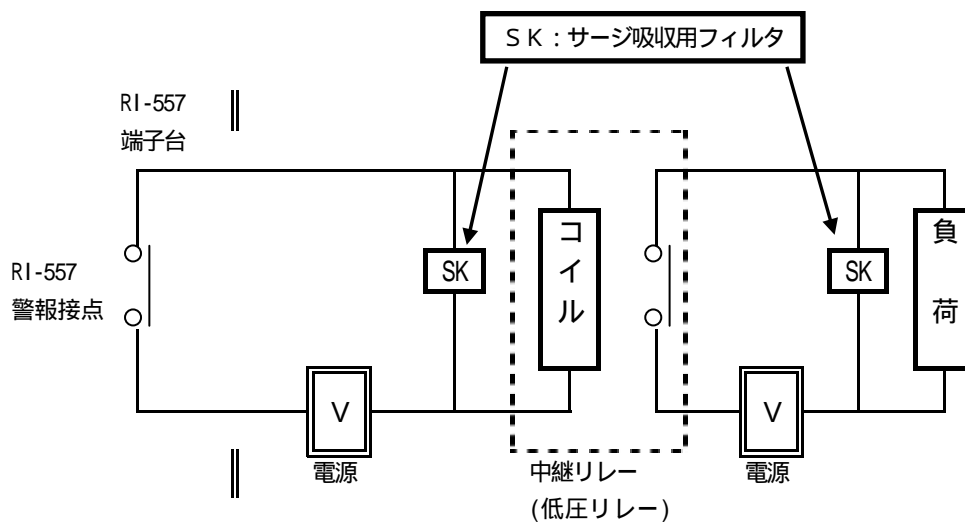 SK:サージ吸収用フィルタ
RI-557
端子台
RI-557
警報接点
SK
コイル
SK
負荷
V
V
電源
中継リレー
(低圧リレー)
電源